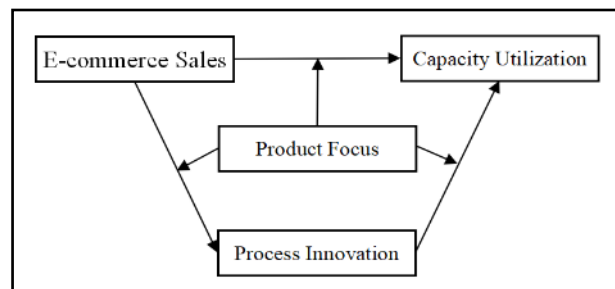 E-commerce Sales
Capacity Utilization
Product Focus
Process Innovation